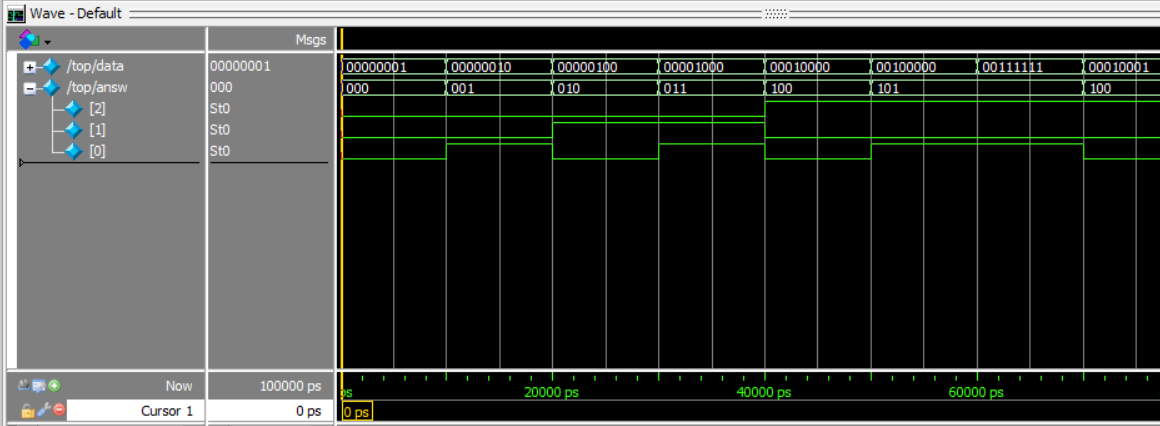 Wave - Default
Msgs
/top/data 00000001 00000001 00000010 00000100 00001000 00010000 00100000 00111111 00010001
/top/answ 000 000 001 010 011 100 101 100
[2] St0
[1] St0
[0] St0
Now 100000 ps ps 20000 ps 40000 ps 60000 ps
Cursor 1 0 ps 0 ps